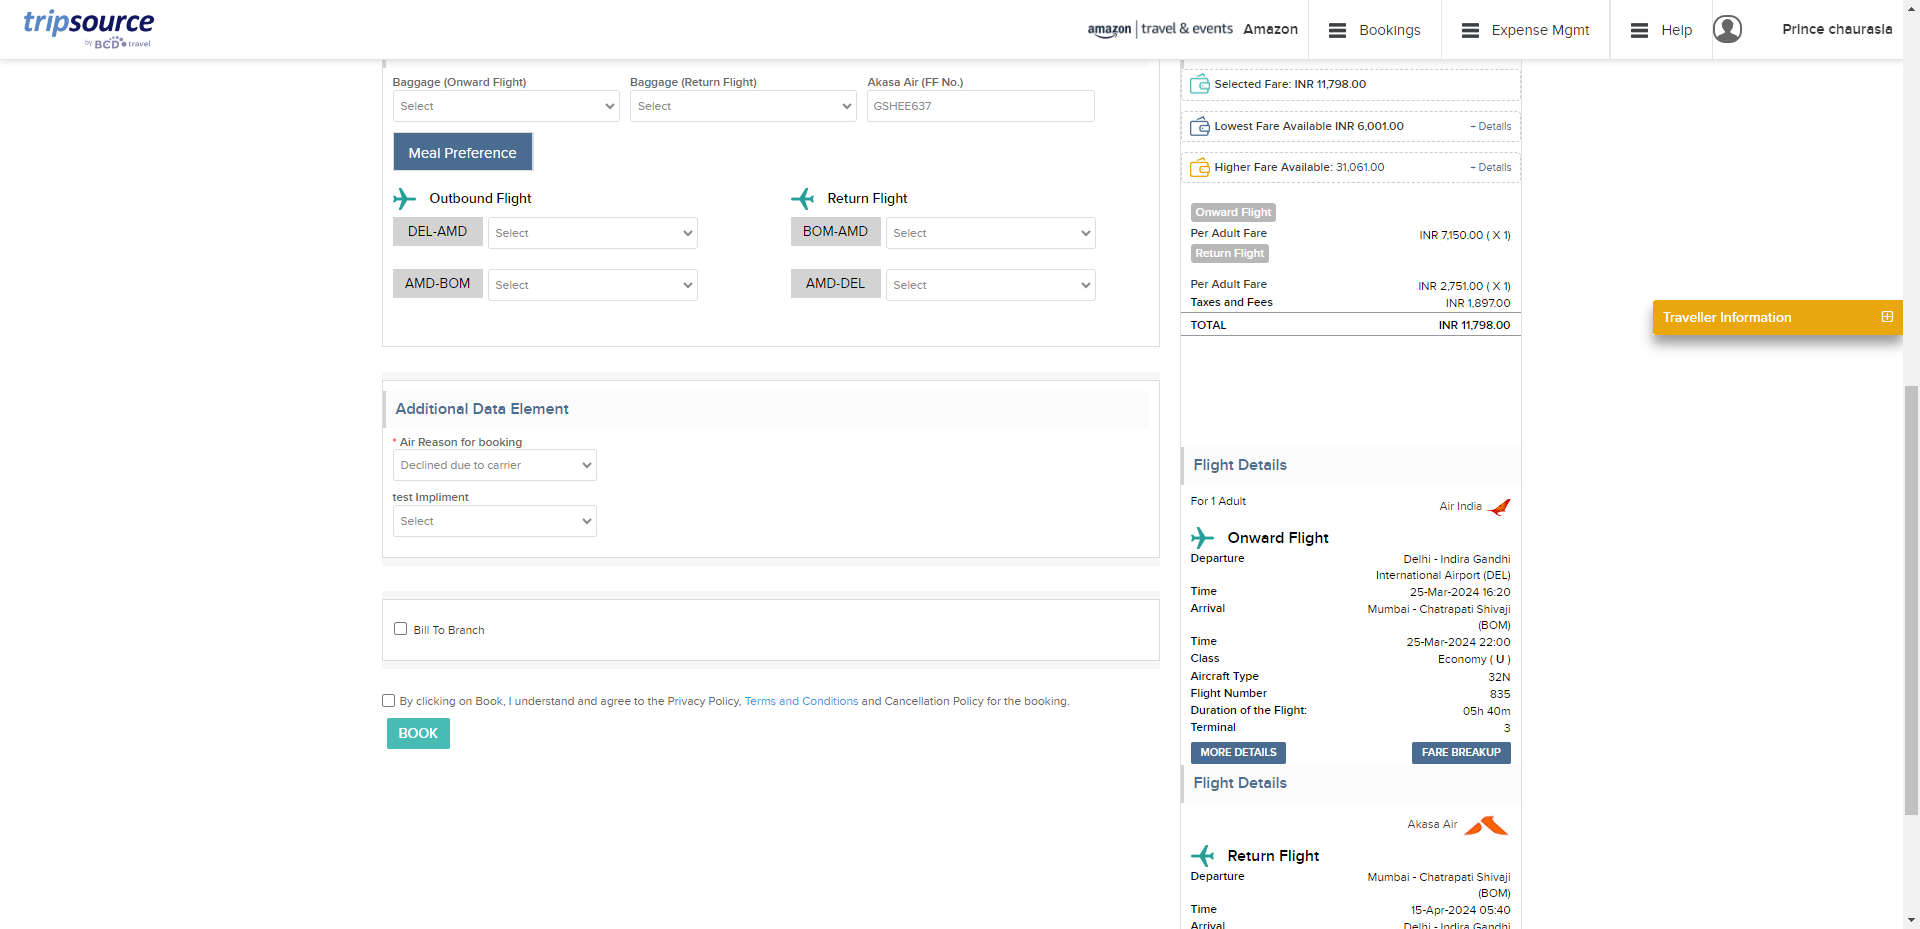 tripsource
by BCD travel
amazon | travel & events Amazon
Bookings
Expense Mgmt
Help
Prince chaurasia
Baggage (Onward Flight)
Baggage (Return Flight)
Akasa Air (FF No.)
Select
Select
GSHEE637
Meal Preference
Outbound Flight
Return Flight
DEL-AMD
Select
BOM-AMD
Select
AMD-BOM
Select
AMD-DEL
Select
Additional Data Element
* Air Reason for booking
Declined due to carrier
test Impliment
Select
Bill To Branch
By clicking on Book, I understand and agree to the Privacy Policy, Terms and Conditions and Cancellation Policy for the booking.
BOOK
Selected Fare: INR 11,798.00
Lowest Fare Available INR 6,001.00 + Details
Higher Fare Available: 31,061.00 + Details
Onward Flight
Per Adult Fare INR 7,150.00 ( X 1)
Return Flight
Per Adult Fare INR 2,751.00 ( X 1)
Taxes and Fees INR 1,897.00
TOTAL INR 11,798.00
Traveller Information
Flight Details
For 1 Adult Air India
Onward Flight
Departure Delhi - Indira Gandhi
International Airport (DEL)
Time 25-Mar-2024 16:20
Arrival Mumbai - Chatrapati Shivaji
(BOM)
Time 25-Mar-2024 22:00
Class Economy ( U )
Aircraft Type 32N
Flight Number 835
Duration of the Flight: 05h 40m
Terminal 3
MORE DETAILS
FARE BREAKUP
Flight Details
Akasa Air
Return Flight
Departure Mumbai - Chatrapati Shivaji
(BOM)
Time 15-Apr-2024 05:40
Arrival Delhi - Indira Gandhi